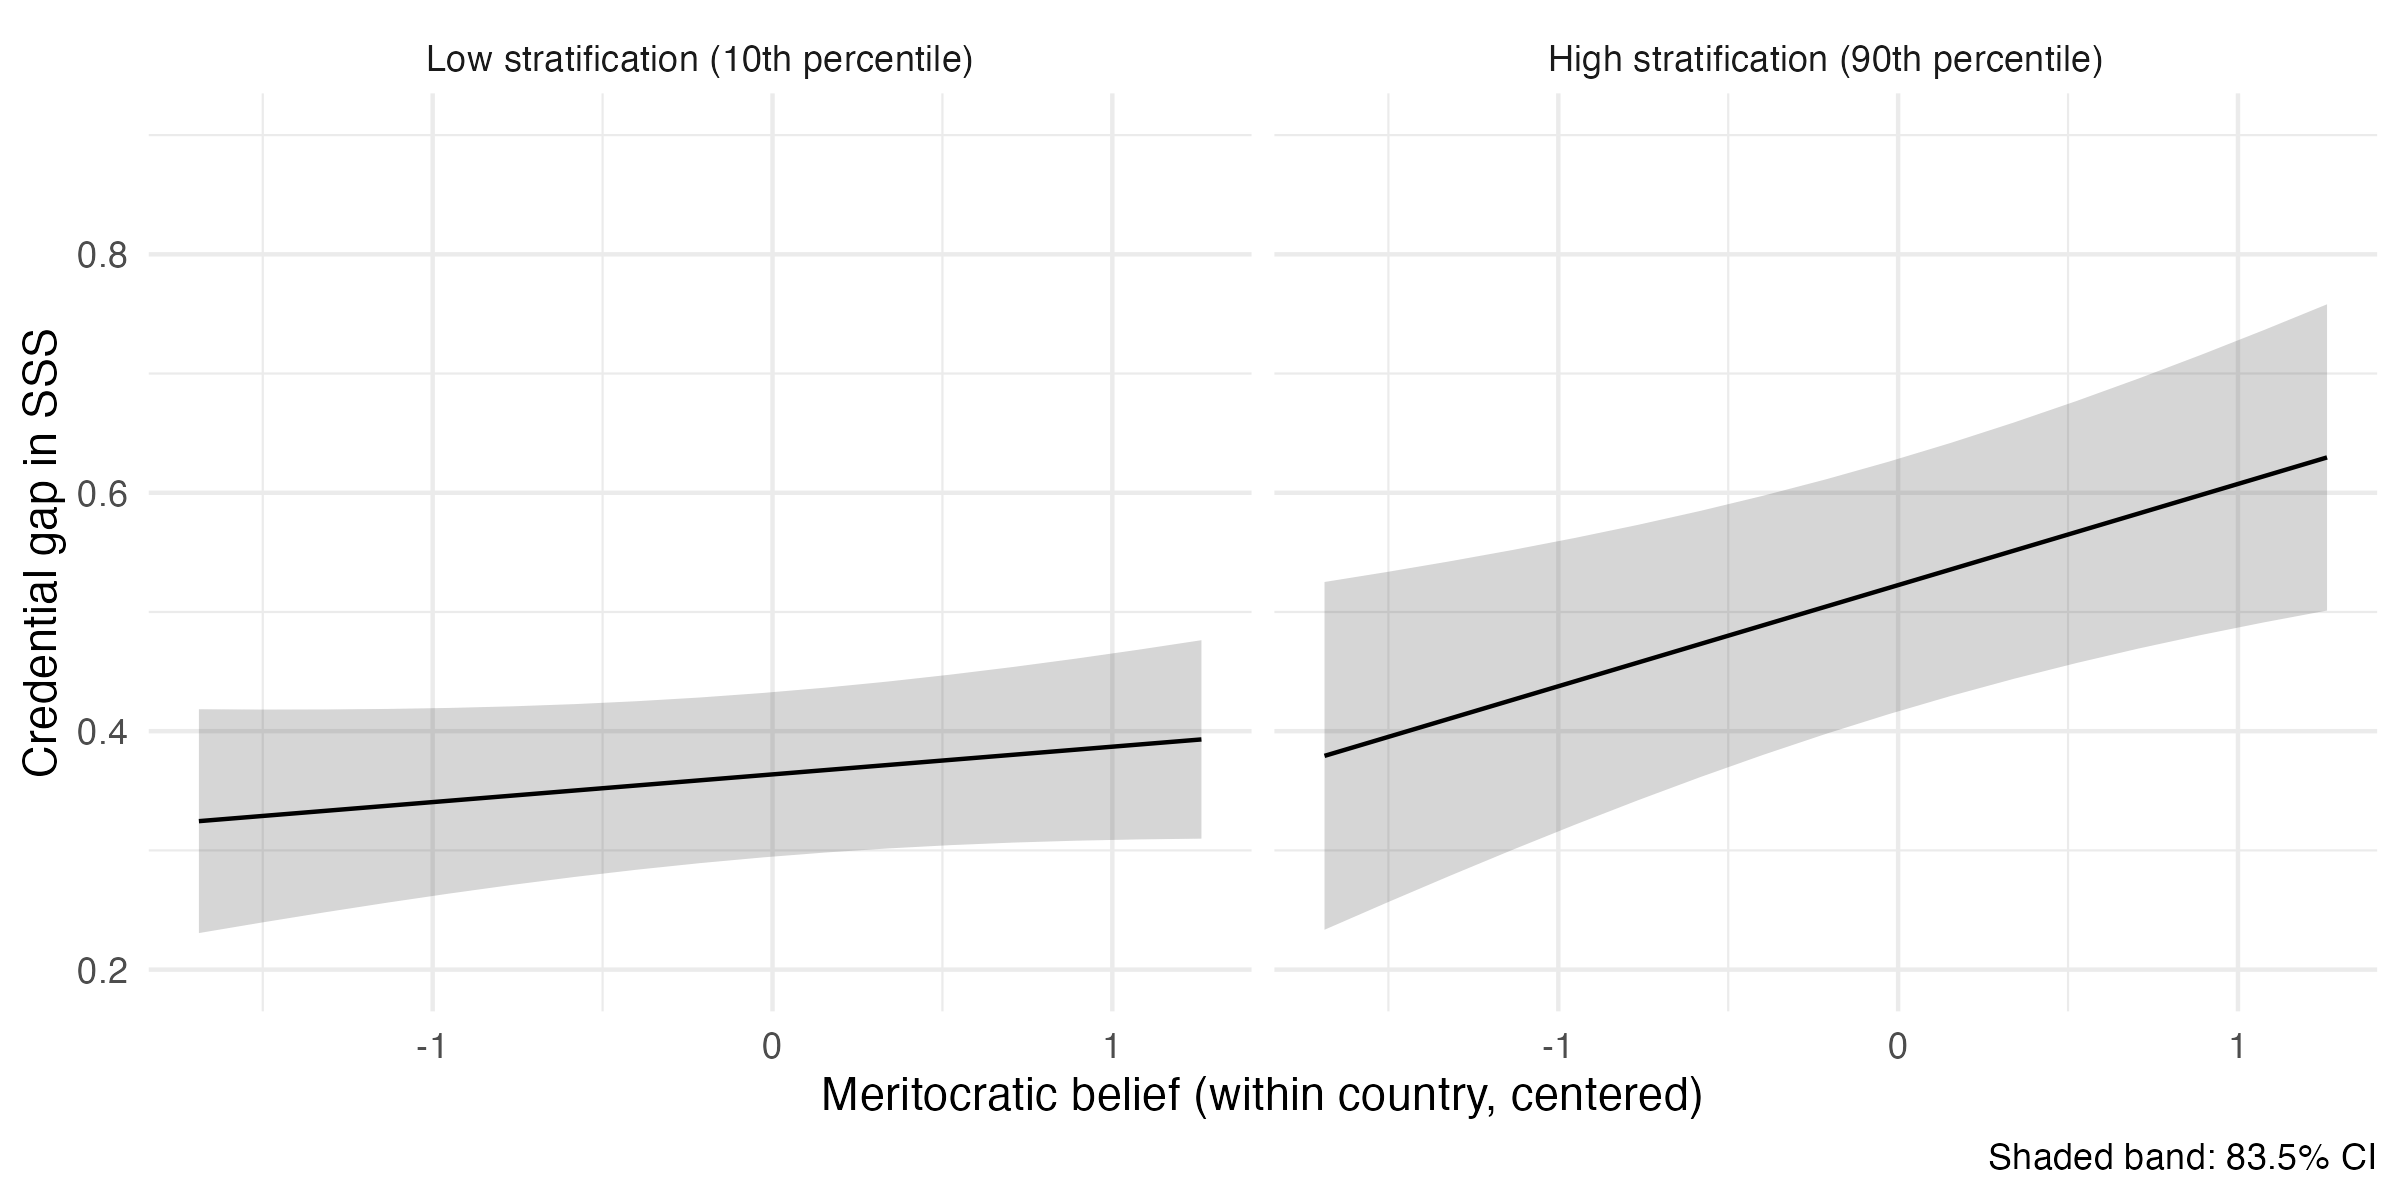 Low stratification (10th percentile)
High stratification (90th percentile)
Credential gap in SSS
0.8
0.6
0.4
0.2
-1
0
1
-1
0
1
Meritocratic belief (within country, centered)
Shaded band: 83.5% CI